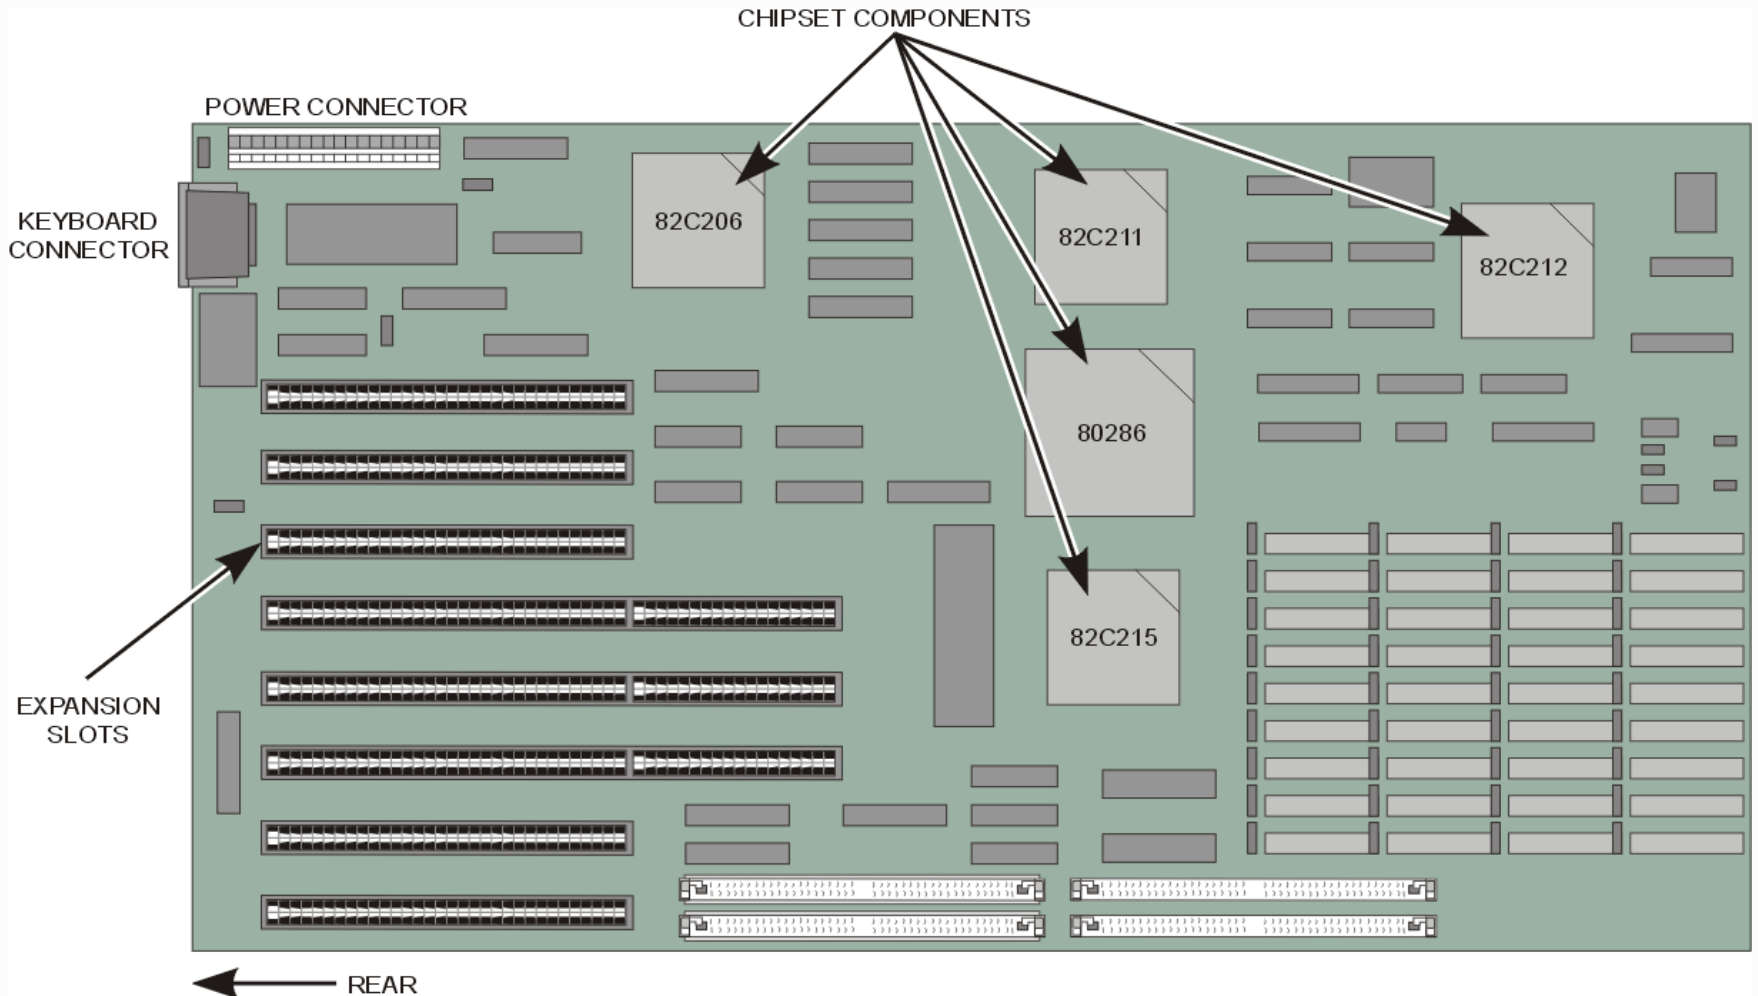 CHIPSET COMPONENTS
POWER CONNECTOR
KEYBOARD
CONNECTOR
82C206
82C211
82C212
80286
82C215
EXPANSION
SLOTS
REAR